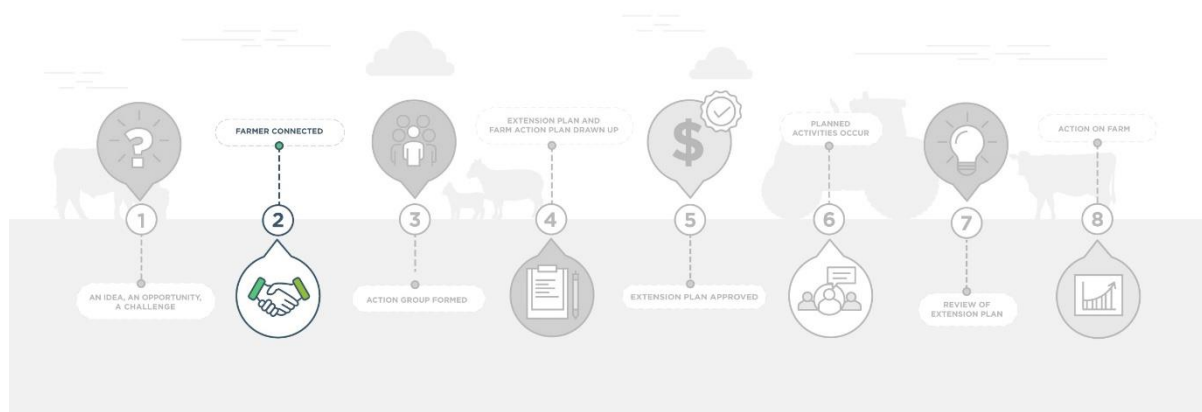 ?
1
AN IDEA, AN OPPORTUNITY,
A CHALLENGE
FARMER CONNECTED
2
3
ACTION GROUP FORMED
EXTENSION PLAN AND
FARM ACTION PLAN DRAWN UP
4
$
5
EXTENSION PLAN APPROVED
PLANNED
ACTIVITIES OCCUR
6
7
REVIEW OF
EXTENSION PLAN
ACTION ON FARM
8